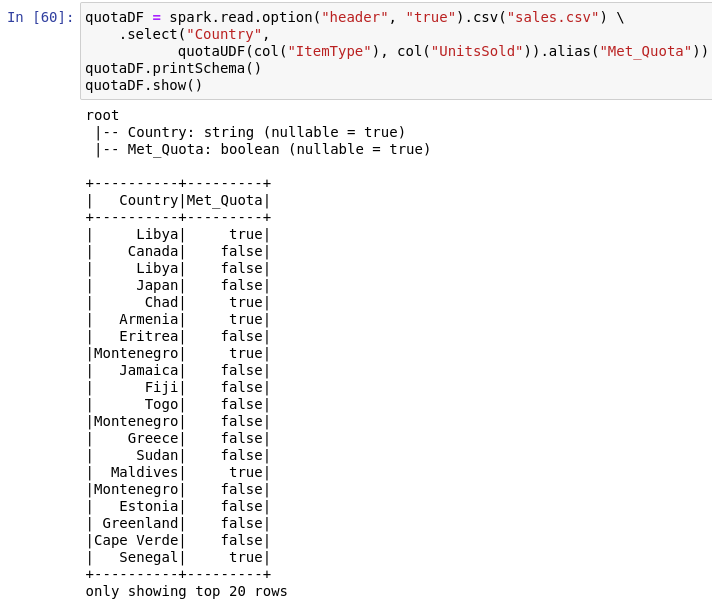 In [60]: quotaDF = spark.read.option("header", "true").csv("sales.csv") \
    .select("Country",
           quotaUDF(col("ItemType"), col("UnitsSold")).alias("Met_Quota"))
quotaDF.printSchema()
quotaDF.show()
root
 |-- Country: string (nullable = true)
 |-- Met_Quota: boolean (nullable = true)
+----------+---------+
|   Country|Met_Quota|
+----------+---------+
|     Libya|     true|
|    Canada|    false|
|     Libya|    false|
|     Japan|    false|
|      Chad|     true|
|   Armenia|     true|
|   Eritrea|    false|
|Montenegro|     true|
|   Jamaica|    false|
|      Fiji|    false|
|      Togo|    false|
|Montenegro|    false|
|    Greece|    false|
|     Sudan|    false|
|  Maldives|     true|
|Montenegro|    false|
|   Estonia|    false|
| Greenland|    false|
|Cape Verde|    false|
|   Senegal|     true|
+----------+---------+
only showing top 20 rows